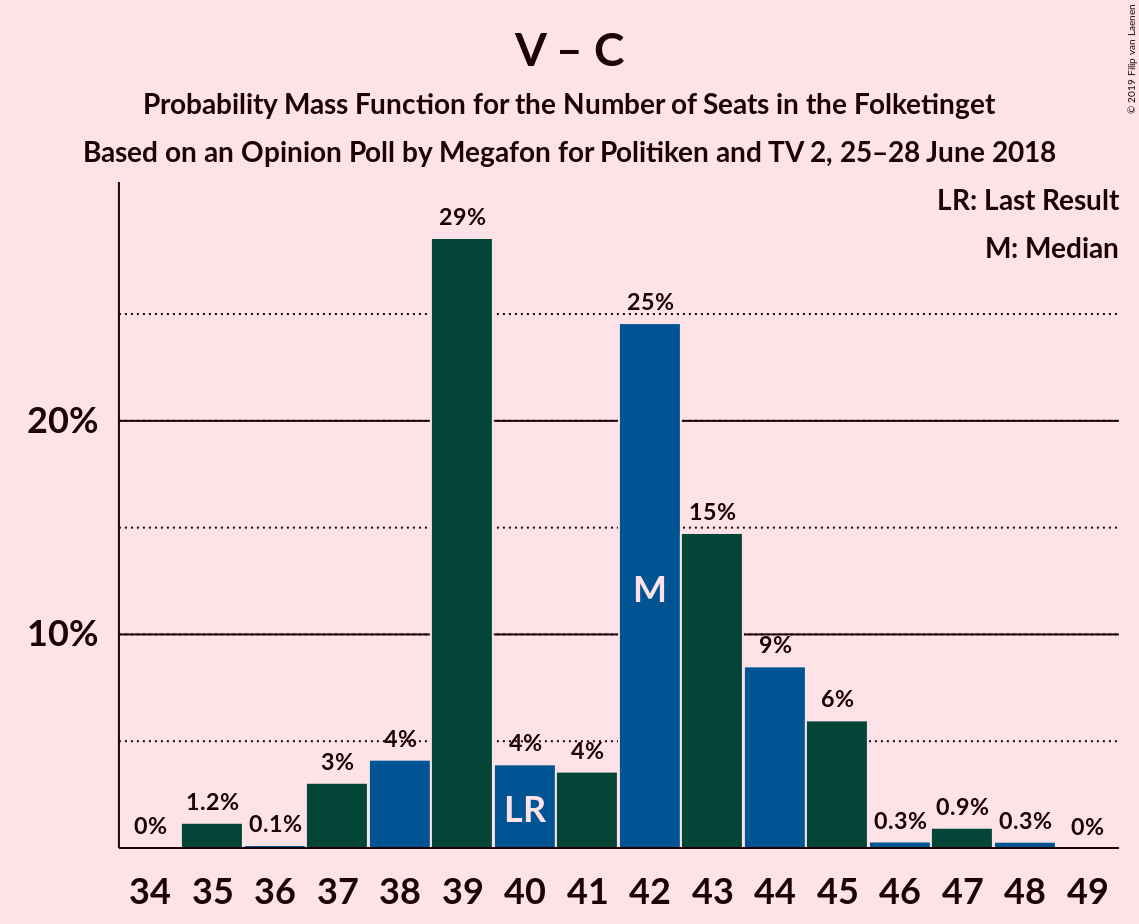 V – C
Probability Mass Function for the Number of Seats in the Folketinget
Based on an Opinion Poll by Megafon for Politiken and TV 2, 25–28 June 2018
© 2019 Filip van Laenen
LR: Last Result
M: Median
20%
10%
0%
1.2%
0.1%
3%
4%
29%
4%
4%
25%
15%
9%
6%
0.3%
0.9%
0.3%
0%
LR
M
34 35 36 37 38 39 40 41 42 43 44 45 46 47 48 49